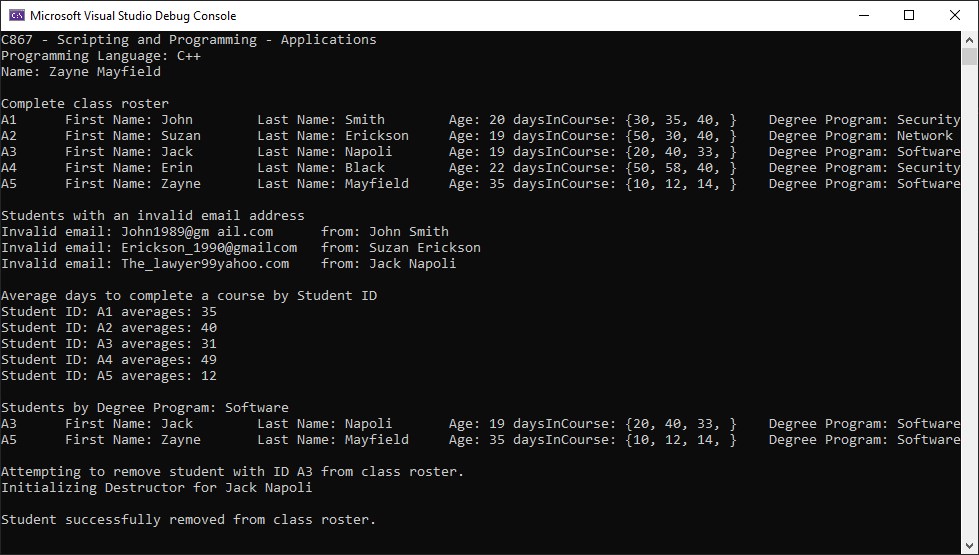 Microsoft Visual Studio Debug Console
C867 - Scripting and Programming - Applications
Programming Language: C++
Name: Zayne Mayfield
Complete class roster
A1 First Name: John Last Name: Smith Age: 20 daysInCourse: {30, 35, 40, } Degree Program: Security
A2 First Name: Suzan Last Name: Erickson Age: 19 daysInCourse: {50, 30, 40, } Degree Program: Network
A3 First Name: Jack Last Name: Napoli Age: 19 daysInCourse: {20, 40, 33, } Degree Program: Software
A4 First Name: Erin Last Name: Black Age: 22 daysInCourse: {50, 58, 40, } Degree Program: Security
A5 First Name: Zayne Last Name: Mayfield Age: 35 daysInCourse: {10, 12, 14, } Degree Program: Software
Students with an invalid email address
Invalid email: John1989@gm ail.com from: John Smith
Invalid email: Erickson_1990@gmailcom from: Suzan Erickson
Invalid email: The_lawyer99yahoo.com from: Jack Napoli
Average days to complete a course by Student ID
Student ID: A1 averages: 35
Student ID: A2 averages: 40
Student ID: A3 averages: 31
Student ID: A4 averages: 49
Student ID: A5 averages: 12
Students by Degree Program: Software
A3 First Name: Jack Last Name: Napoli Age: 19 daysInCourse: {20, 40, 33, } Degree Program: Software
A5 First Name: Zayne Last Name: Mayfield Age: 35 daysInCourse: {10, 12, 14, } Degree Program: Software
Attempting to remove student with ID A3 from class roster.
Initializing Destructor for Jack Napoli
Student successfully removed from class roster.